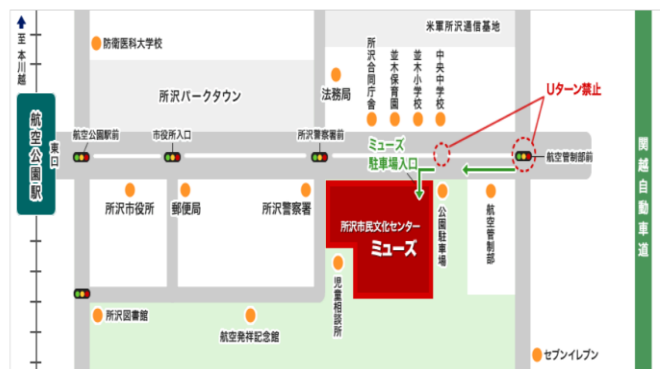 至 本川越
防衛医科大学校
米軍所沢通信基地
所沢パークタウン
法務局
所沢合同庁舎
並木保育園
並木小学校
中央中学校
Uターン禁止
航空公園駅
東口
航空公園駅前
市役所入口
所沢警察署前
ミューズ
駐車場入口
航空管制部前
関越自動車道
所沢市役所
郵便局
所沢警察署
所沢市民文化センター
ミューズ
公園駐車場
航空管制部
児童相談所
所沢図書館
航空発祥記念館
セブンイレブン